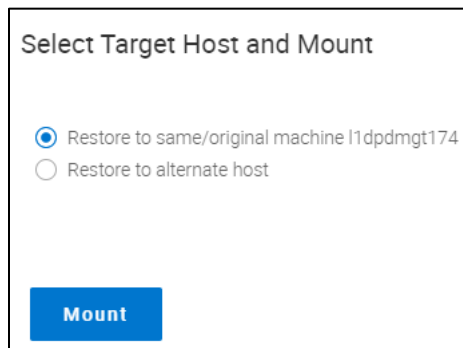 Select Target Host and Mount
Restore to same/original machine l1dpdmgt174
Restore to alternate host
Mount